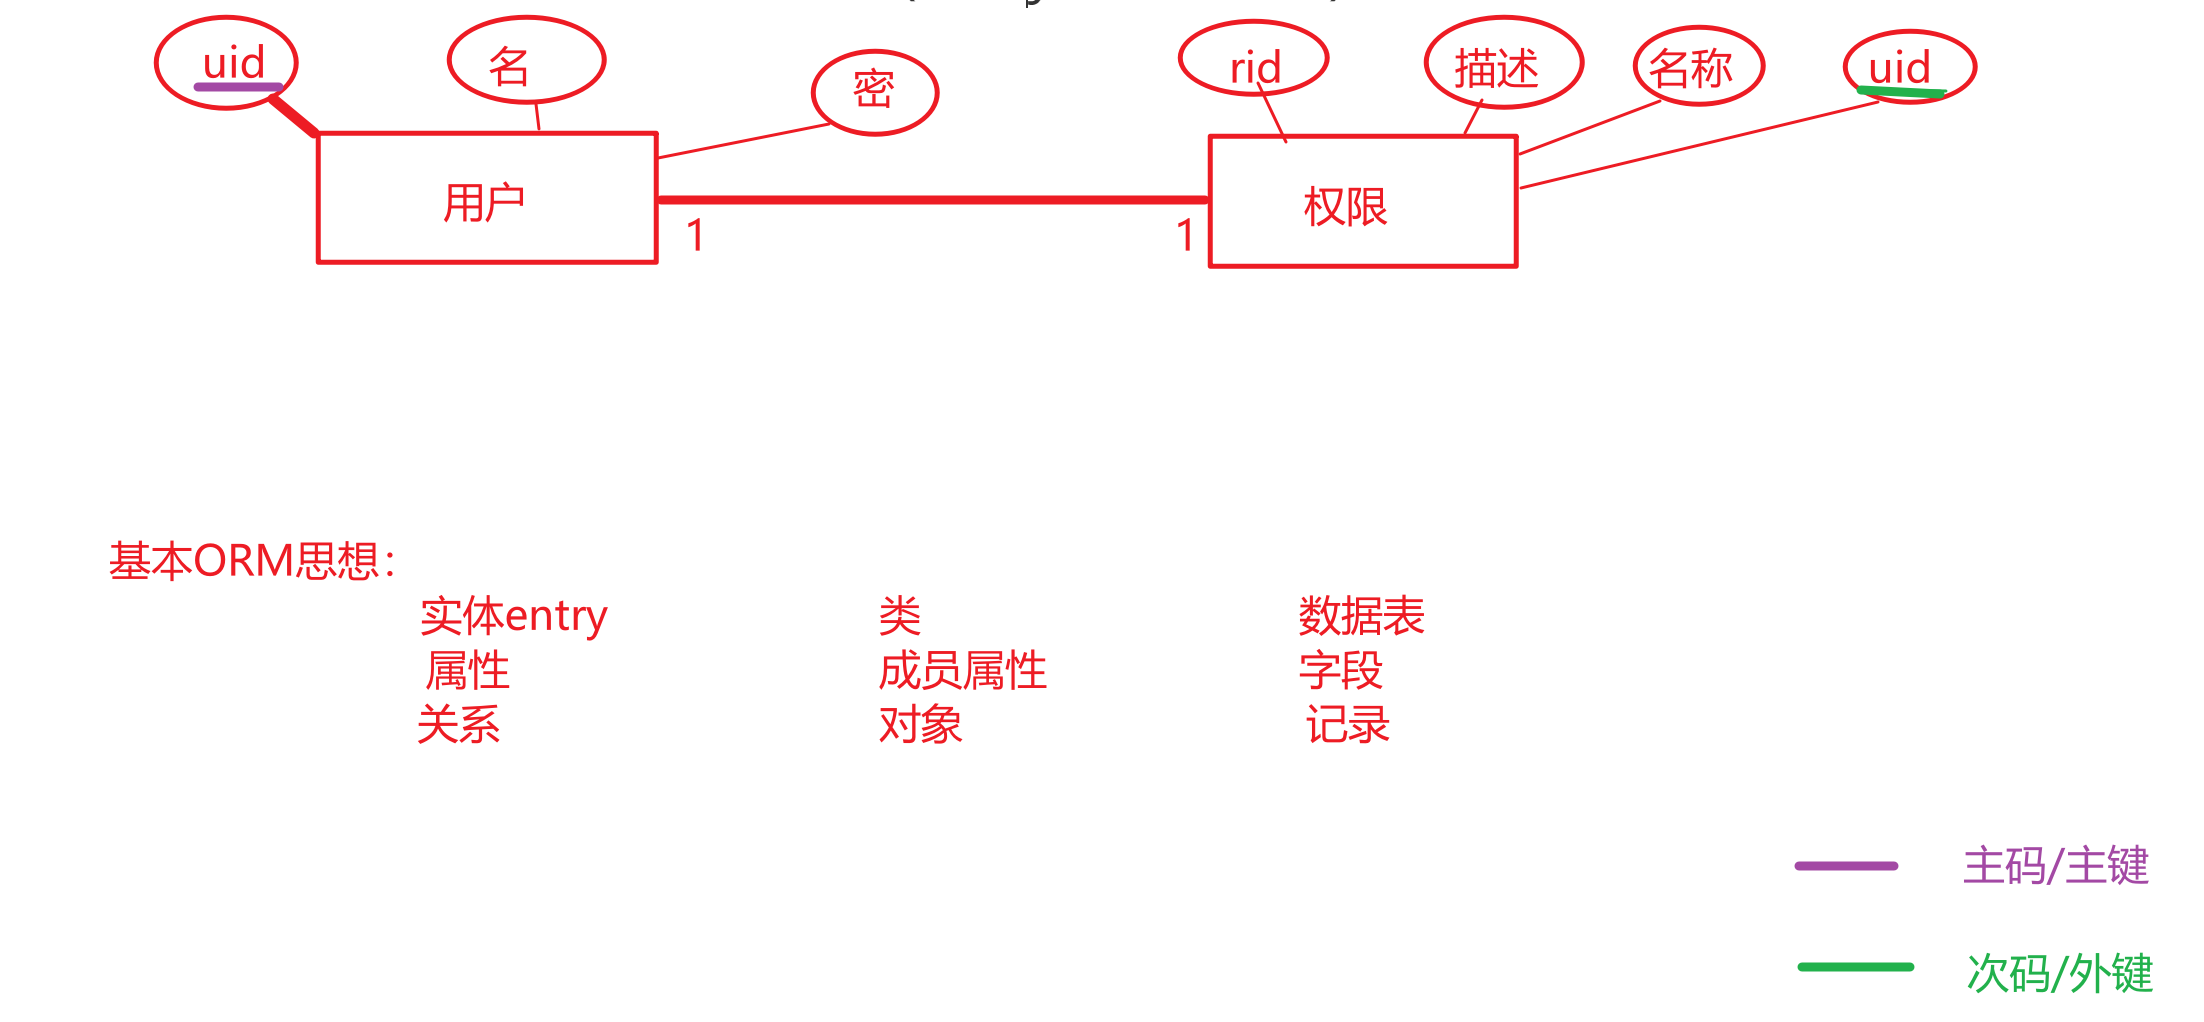 uid
名
密
rid
描述
名称
uid
用户
权限
1
1
基本ORM思想：
实体entry 类 数据表
属性 成员属性 字段
关系 对象 记录
主码/主键
次码/外键